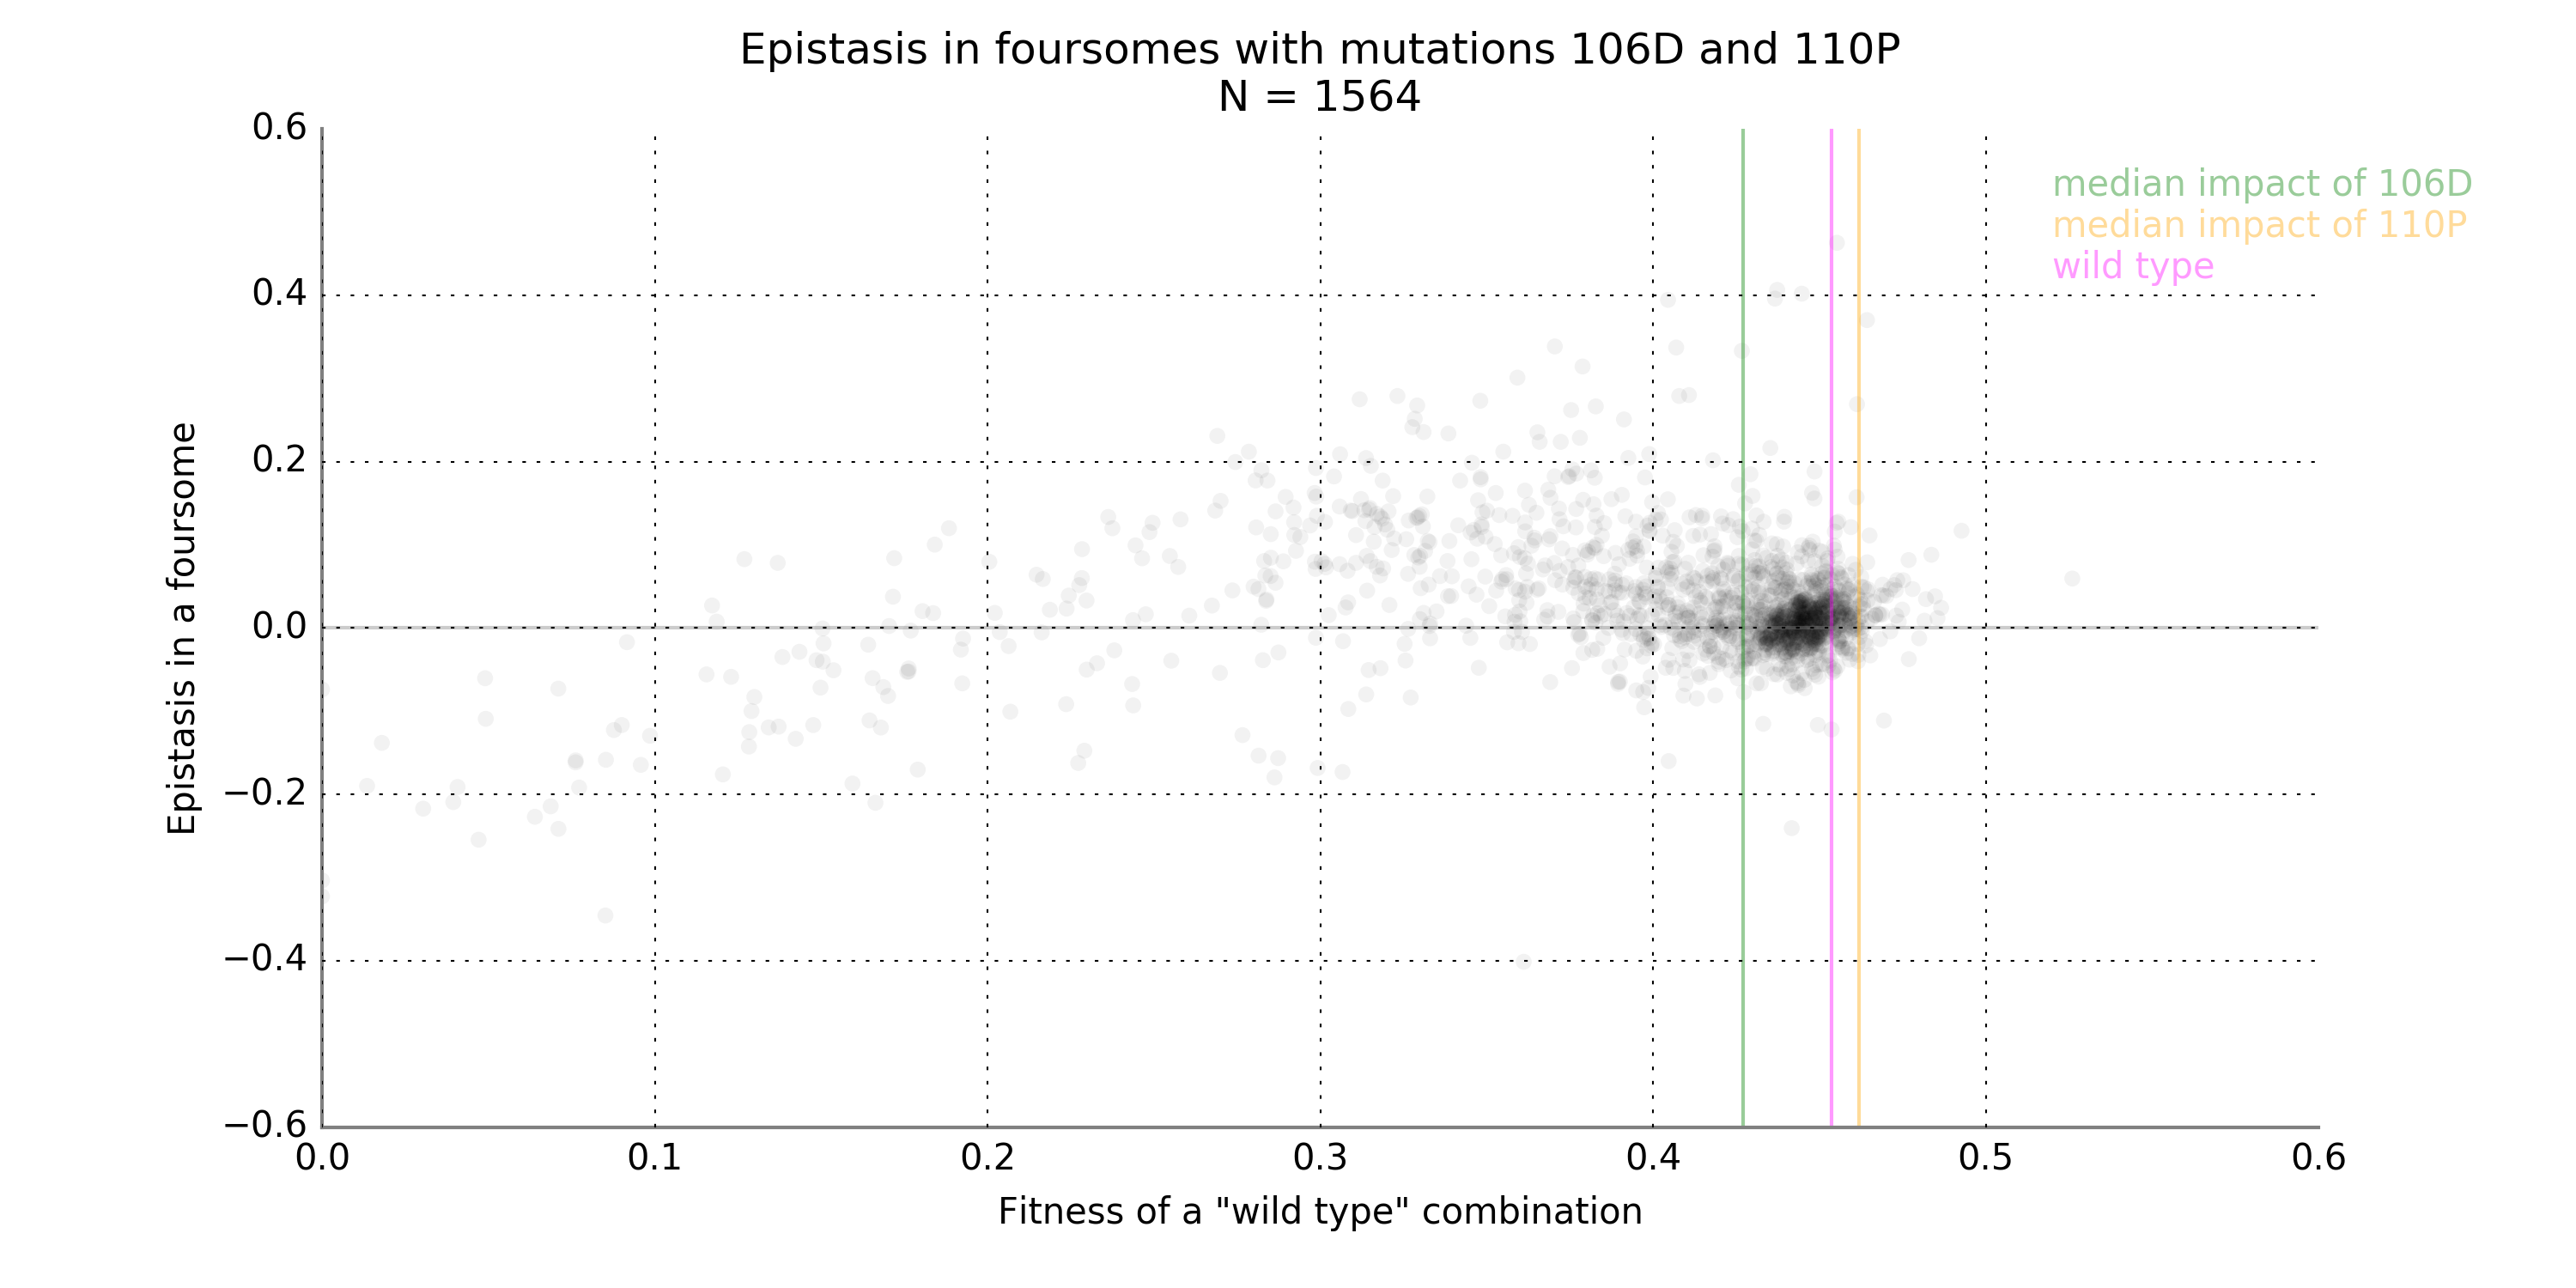 Epistasis in foursomes with mutations 106D and 110P
N = 1564
median impact of 106D
median impact of 110P
wild type
0.6
0.4
0.2
0.0
−0.2
−0.4
−0.6
Epistasis in a foursome
0.0 0.1 0.2 0.3 0.4 0.5 0.6
Fitness of a "wild type" combination